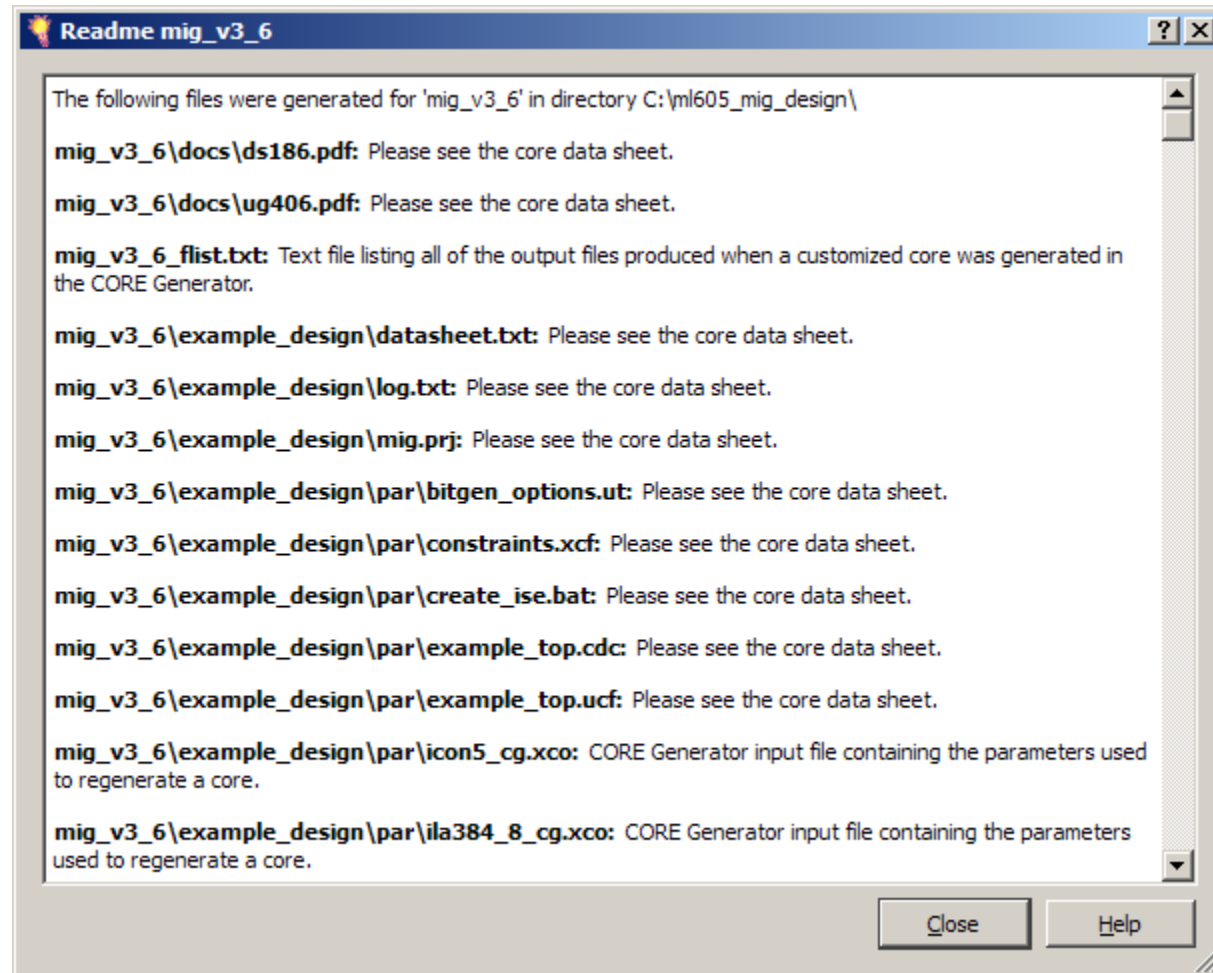 Readme mig_v3_6
The following files were generated for 'mig_v3_6' in directory C:\ml605_mig_design\
mig_v3_6\docs\ds186.pdf: Please see the core data sheet.
mig_v3_6\docs\ug406.pdf: Please see the core data sheet.
mig_v3_6_flist.txt: Text file listing all of the output files produced when a customized core was generated in
the CORE Generator.
mig_v3_6\example_design\datasheet.txt: Please see the core data sheet.
mig_v3_6\example_design\log.txt: Please see the core data sheet.
mig_v3_6\example_design\mig.prj: Please see the core data sheet.
mig_v3_6\example_design\par\bitgen_options.ut: Please see the core data sheet.
mig_v3_6\example_design\par\constraints.xcf: Please see the core data sheet.
mig_v3_6\example_design\par\create_ise.bat: Please see the core data sheet.
mig_v3_6\example_design\par\example_top.cdc: Please see the core data sheet.
mig_v3_6\example_design\par\example_top.ucf: Please see the core data sheet.
mig_v3_6\example_design\par\icon5_cg.xco: CORE Generator input file containing the parameters used
to regenerate a core.
mig_v3_6\example_design\par\ila384_8_cg.xco: CORE Generator input file containing the parameters
used to regenerate a core.
Close Help